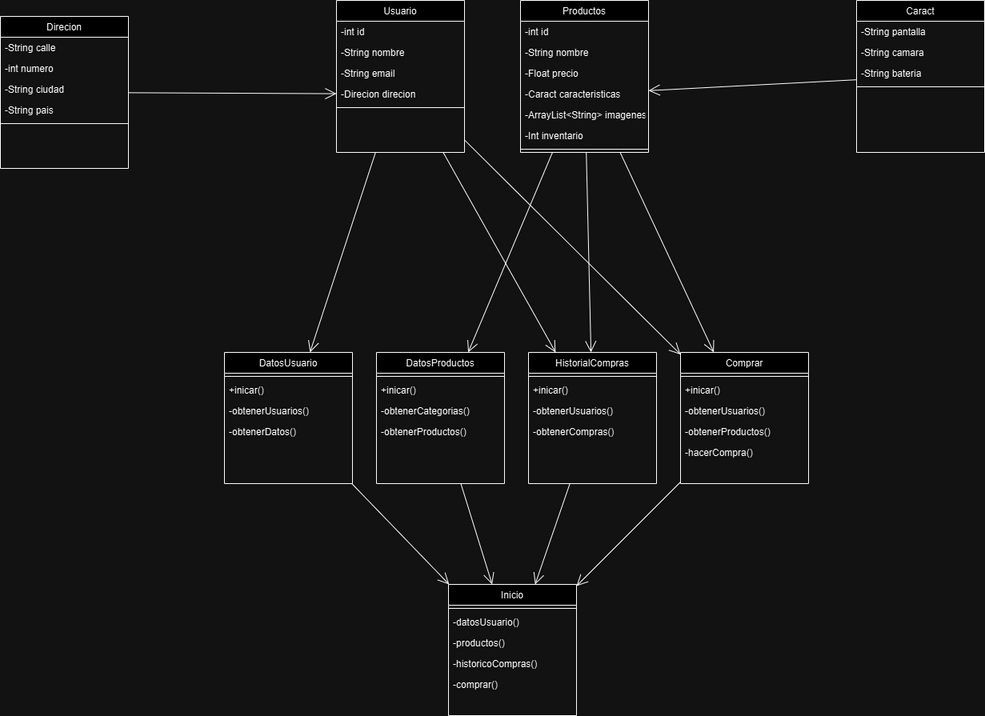 Direcion
-String calle
-int numero
-String ciudad
-String pais
Usuario
-int id
-String nombre
-String email
-Direcion direcion
Productos
-int id
-String nombre
-Float precio
-Caract caracteristicas
-ArrayList<String> imagenes
-Int inventario
Caract
-String pantalla
-String camara
-String bateria
DatosUsuario
+inicar()
-obtenerUsuarios()
-obtenerDatos()
DatosProductos
+inicar()
-obtenerCategorias()
-obtenerProductos()
HistorialCompras
+inicar()
-obtenerUsuarios()
-obtenerCompras()
Comprar
+inicar()
-obtenerUsuarios()
-obtenerProductos()
-hacerCompra()
Inicio
-datosUsuario()
-productos()
-historicoCompras()
-comprar()